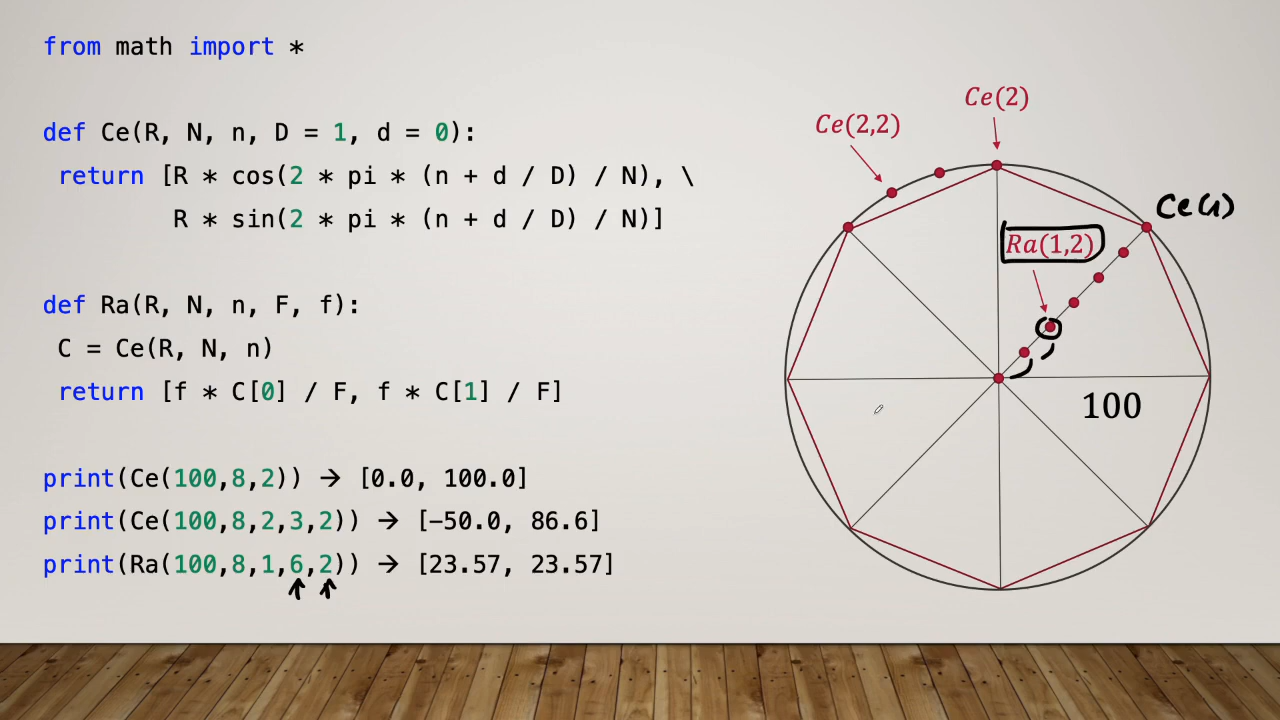 from math import *
def Ce(R, N, n, D = 1, d = 0):
return [R * cos(2 * pi * (n + d / D) / N), \
R * sin(2 * pi * (n + d / D) / N)]
def Ra(R, N, n, F, f):
C = Ce(R, N, n)
return [f * C[0] / F, f * C[1] / F]
print(Ce(100,8,2)) → [0.0, 100.0]
print(Ce(100,8,2,3,2)) → [−50.0, 86.6]
print(Ra(100,8,1,6,2)) → [23.57, 23.57]
Ce(2)
Ce(2,2)
Ce(1)
Ra(1,2)
100